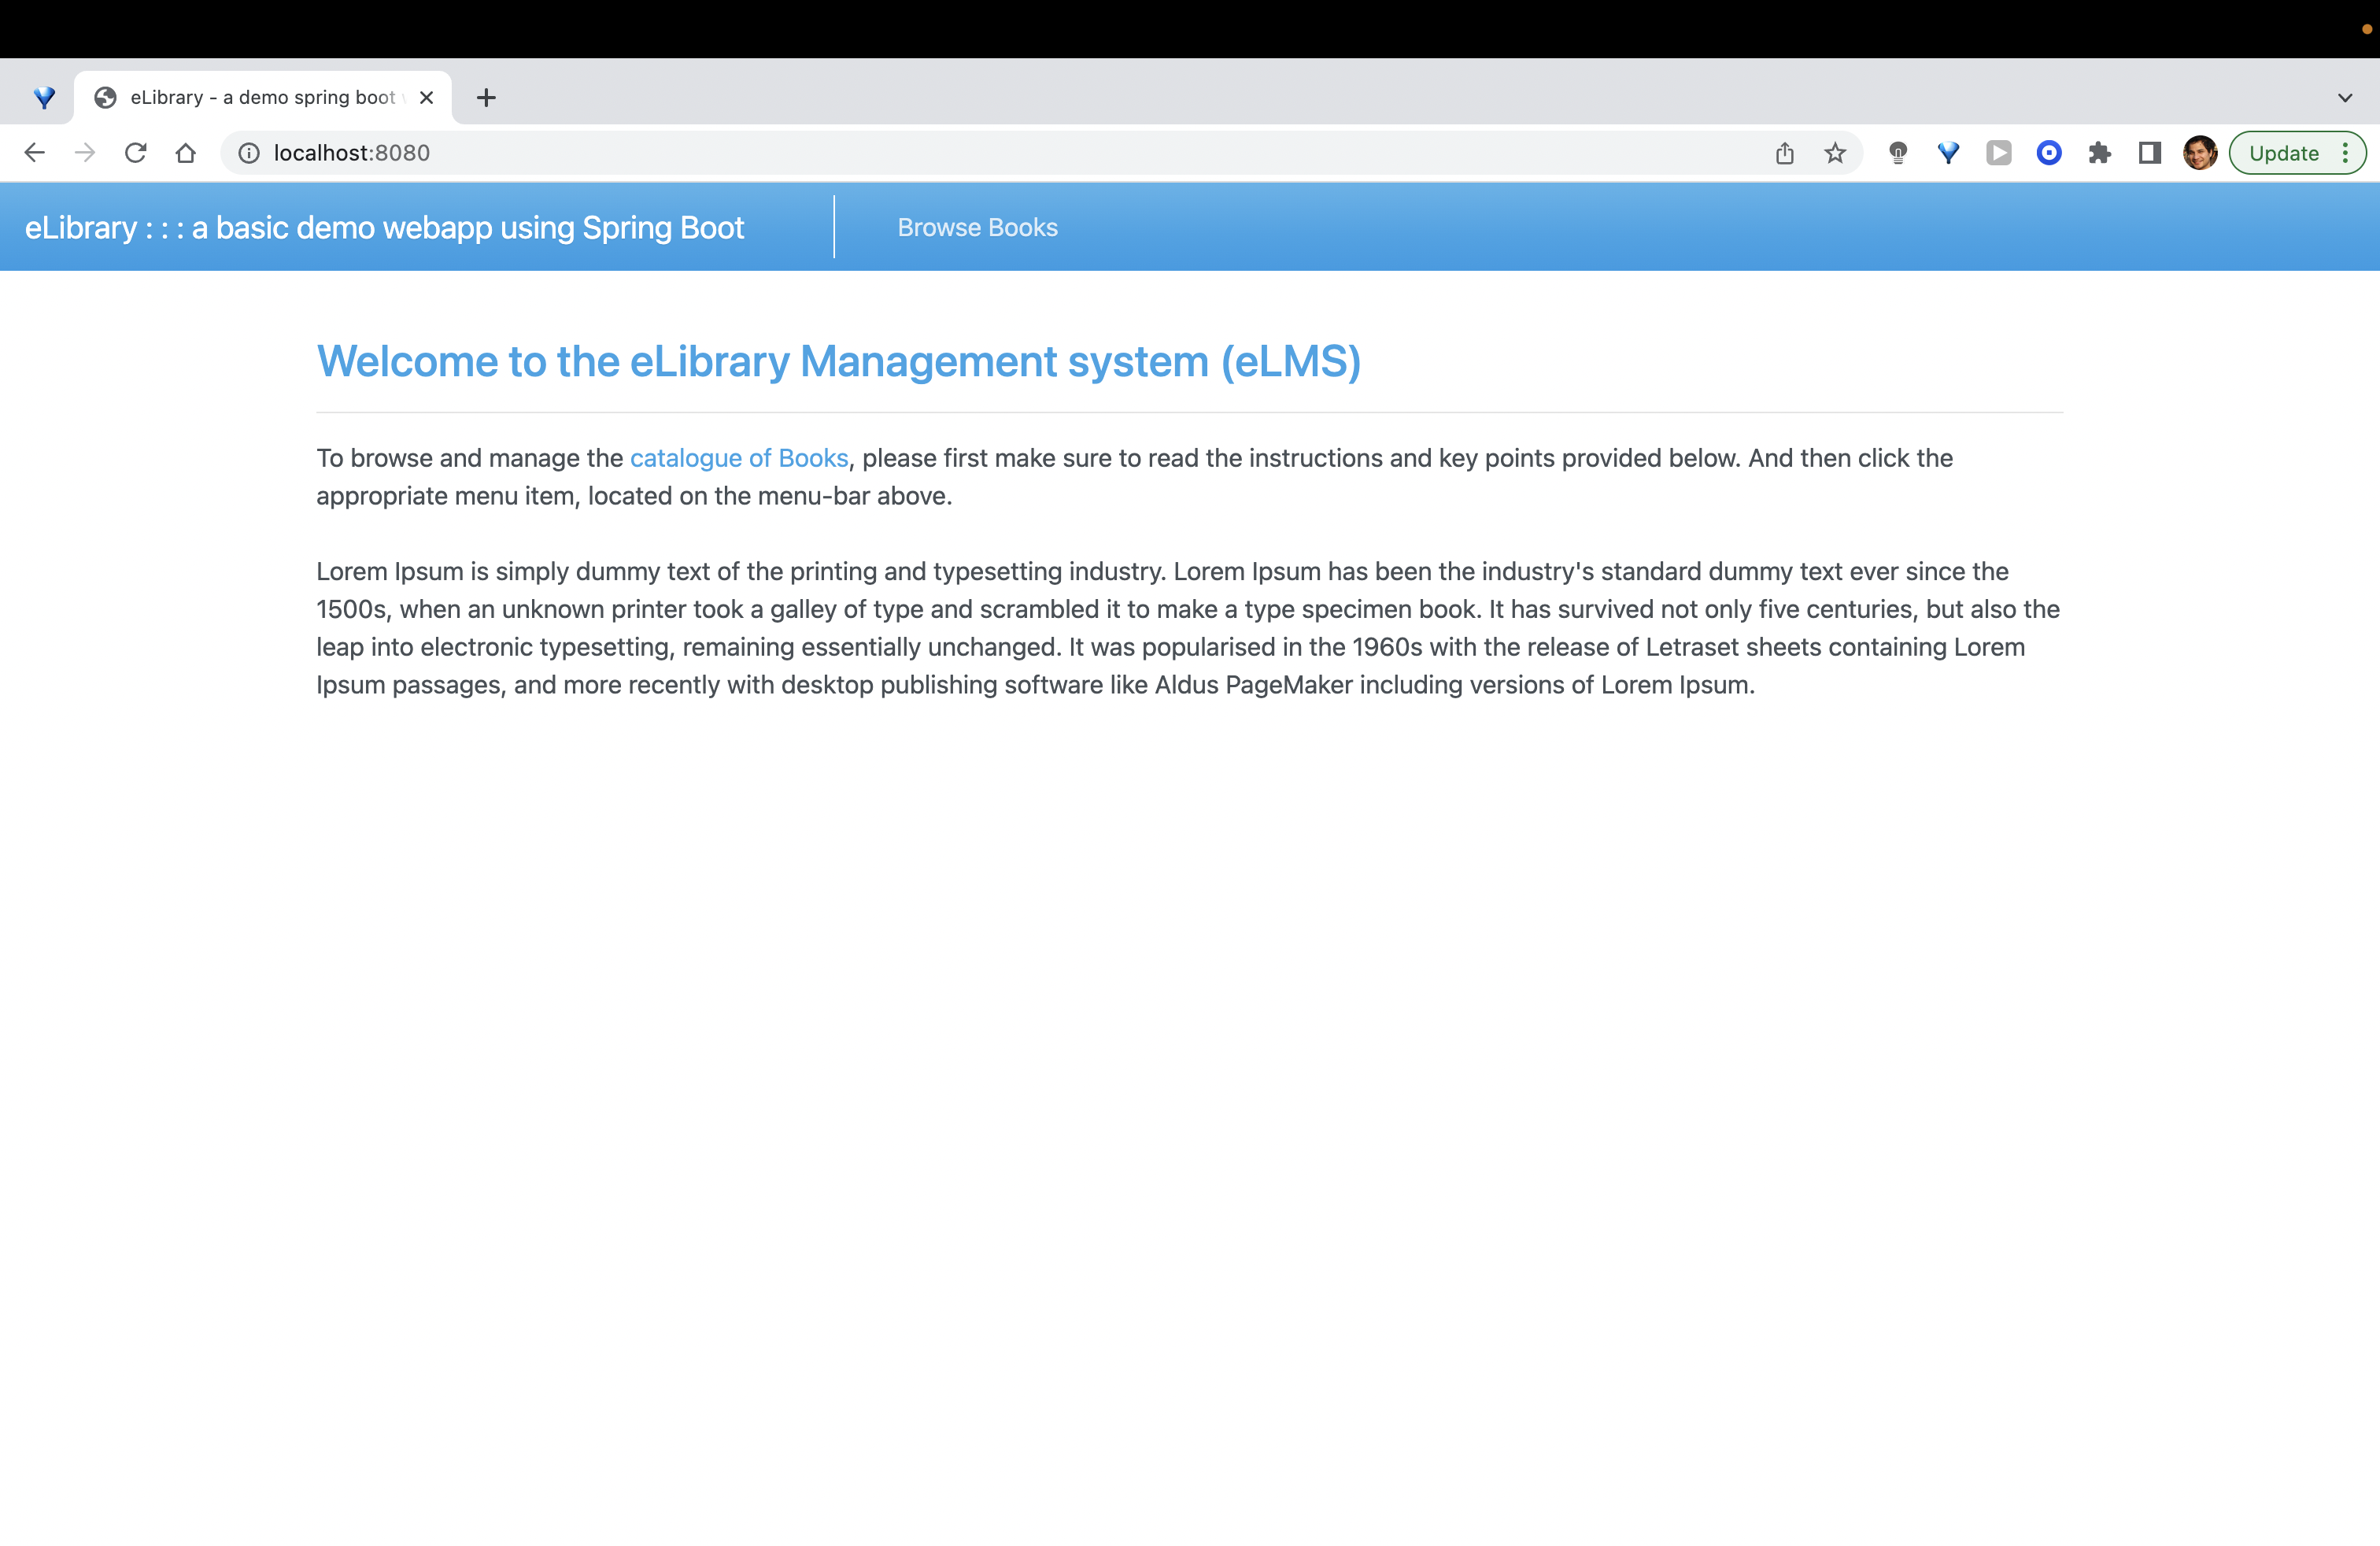 eLibrary - a demo spring boot
localhost:8080
Update
eLibrary : : : a basic demo webapp using Spring Boot
Browse Books
Welcome to the eLibrary Management system (eLMS)
To browse and manage the catalogue of Books, please first make sure to read the instructions and key points provided below. And then click the
appropriate menu item, located on the menu-bar above.
Lorem Ipsum is simply dummy text of the printing and typesetting industry. Lorem Ipsum has been the industry's standard dummy text ever since the
1500s, when an unknown printer took a galley of type and scrambled it to make a type specimen book. It has survived not only five centuries, but also the
leap into electronic typesetting, remaining essentially unchanged. It was popularised in the 1960s with the release of Letraset sheets containing Lorem
Ipsum passages, and more recently with desktop publishing software like Aldus PageMaker including versions of Lorem Ipsum.